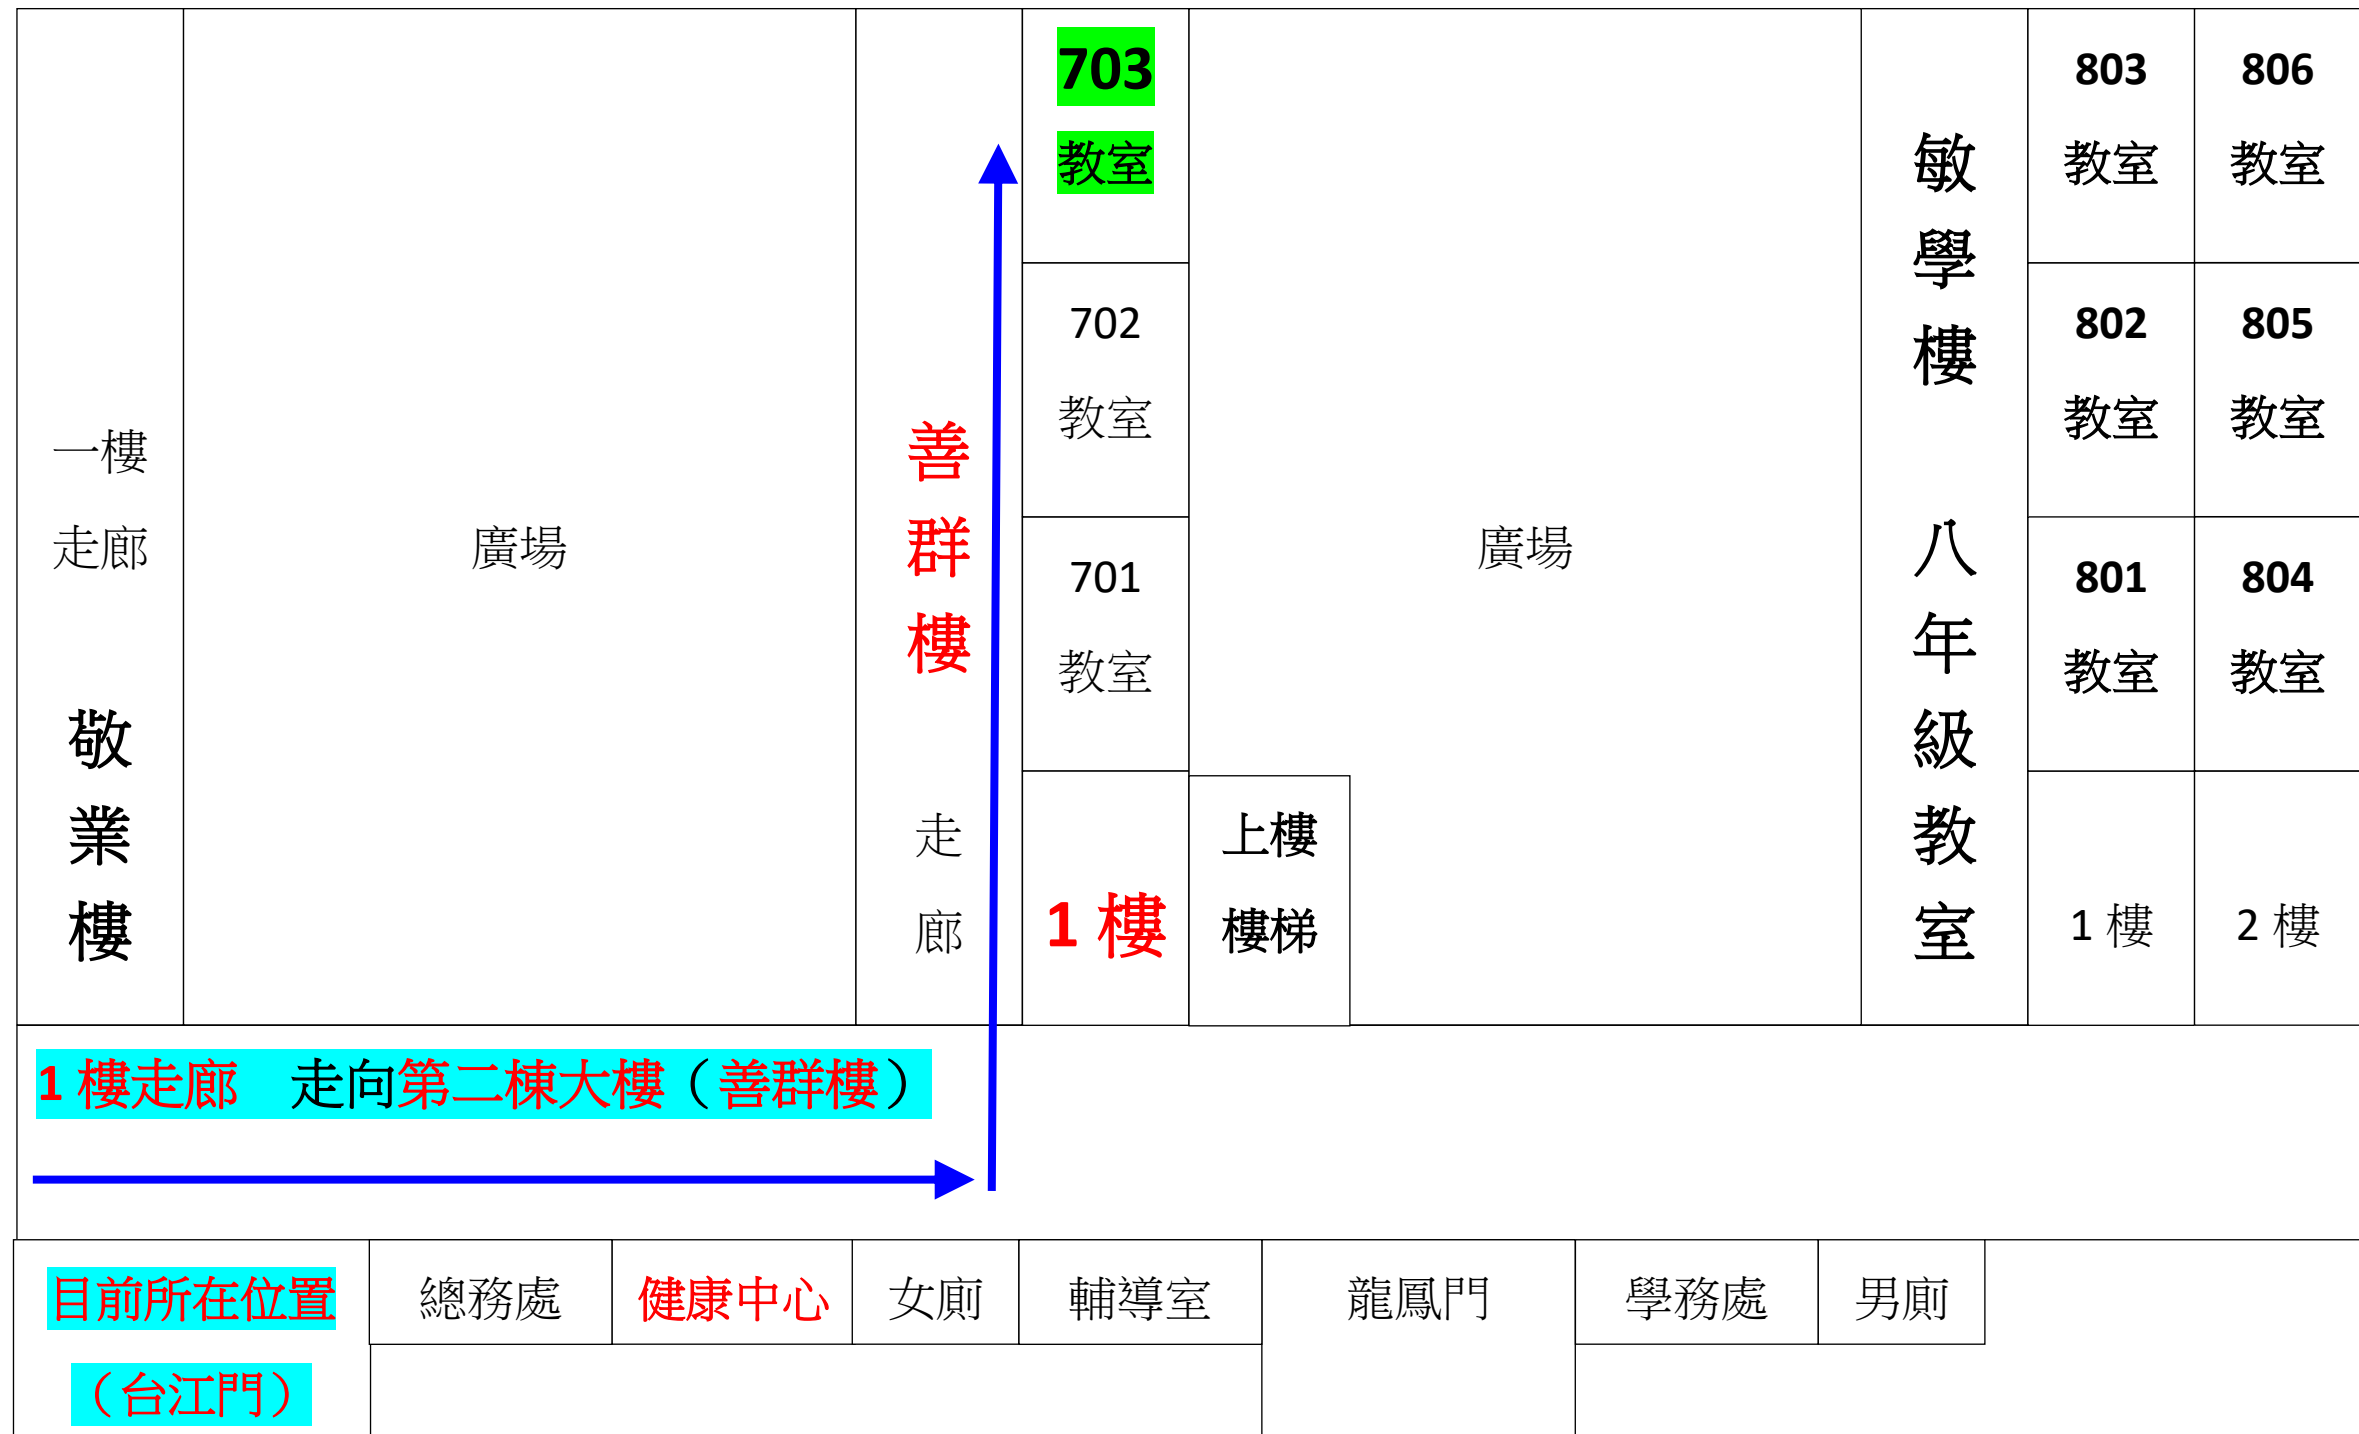 一樓
走廊
敬
業
樓
廣場
善
群
樓
走
廊
703
教室
702
教室
701
教室
1 樓
上樓
樓梯
廣場
敏
學
樓
八
年
級
教
室
803
教室
802
教室
801
教室
1 樓
806
教室
805
教室
804
教室
2 樓
1 樓走廊　走向第二棟大樓（善群樓）
目前所在位置
（台江門）
總務處
健康中心
女廁
輔導室
龍鳳門
學務處
男廁